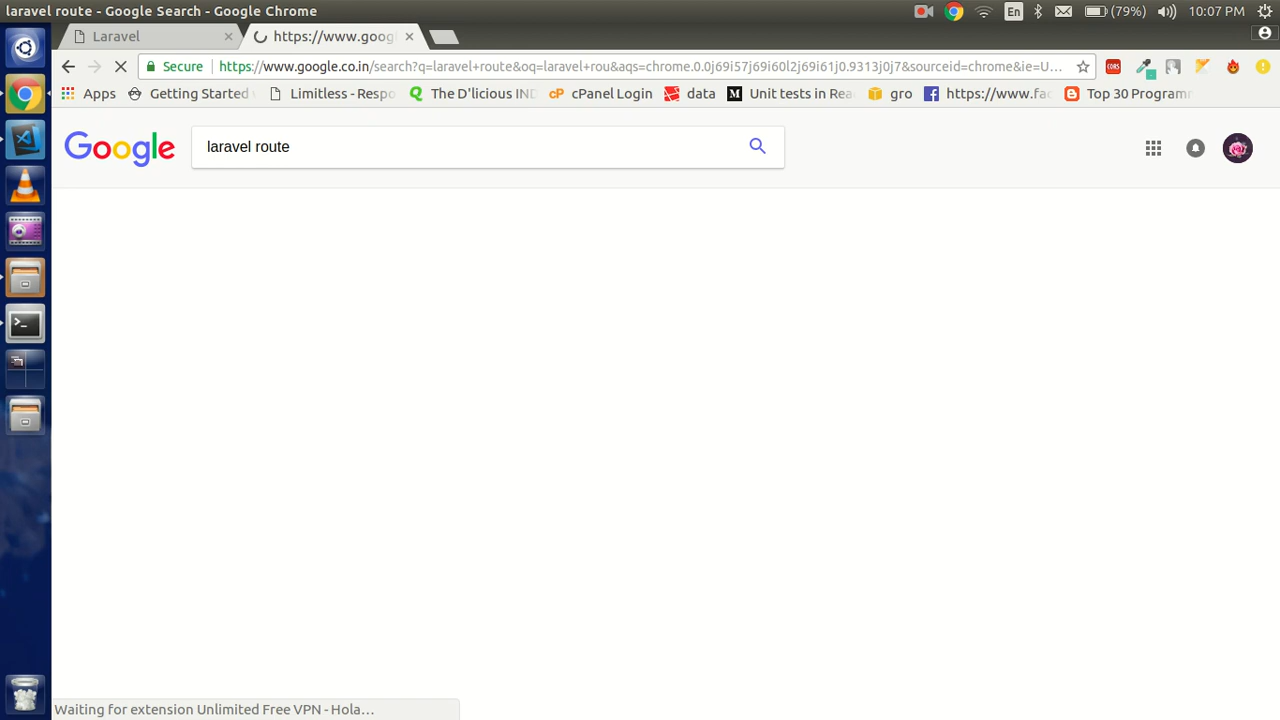 laravel route - Google Search - Google Chrome
En
(79%)
10:07 PM
Laravel
https://www.goog
Secure
https://www.google.co.in/search?q=laravel+route&oq=laravel+rou&aqs=chrome.0.0j69i57j69i60l2j69i61j0.9313j0j7&sourceid=chrome&ie=U...
CORS
Apps
Getting Started
Limitless - Respo
The D'licious IND
cP
cPanel Login
data
M
Unit tests in Rea
gro
https://www.fac
Top 30 Programm
Google
laravel route
Waiting for extension Unlimited Free VPN - Hola...